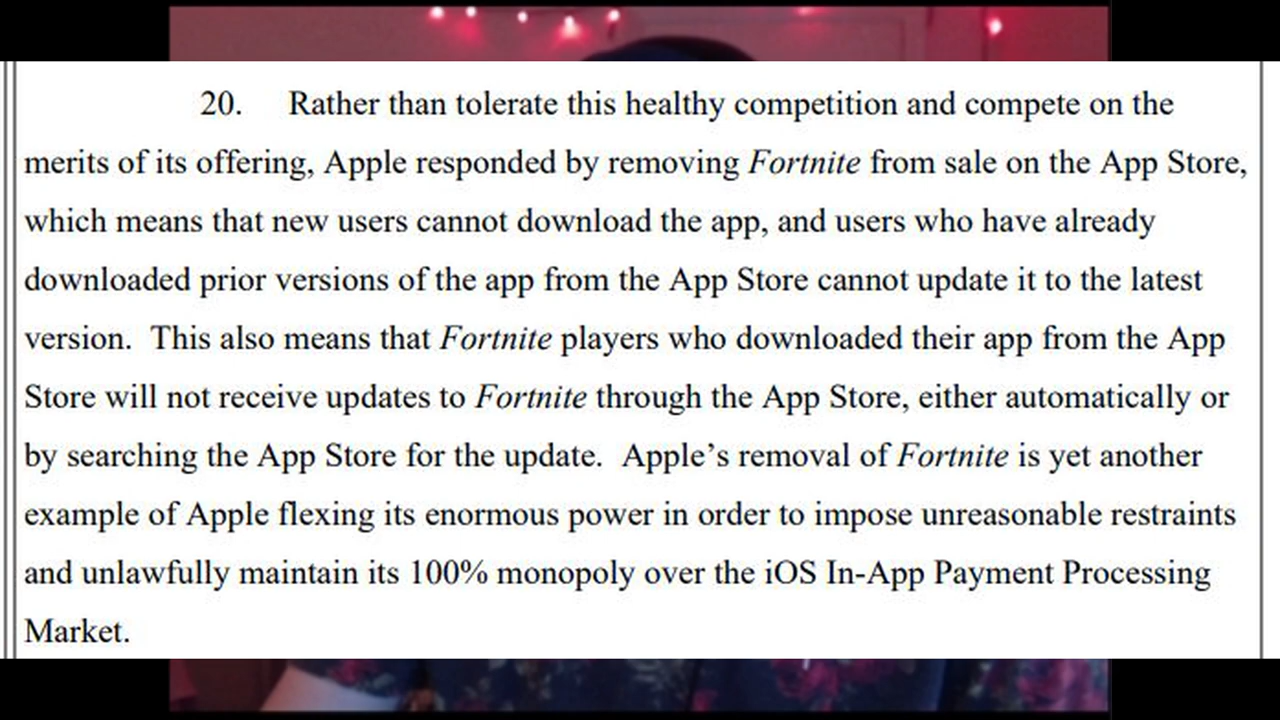 20. Rather than tolerate this healthy competition and compete on the
merits of its offering, Apple responded by removing Fortnite from sale on the App Store,
which means that new users cannot download the app, and users who have already
downloaded prior versions of the app from the App Store cannot update it to the latest
version. This also means that Fortnite players who downloaded their app from the App
Store will not receive updates to Fortnite through the App Store, either automatically or
by searching the App Store for the update. Apple’s removal of Fortnite is yet another
example of Apple flexing its enormous power in order to impose unreasonable restraints
and unlawfully maintain its 100% monopoly over the iOS In-App Payment Processing
Market.